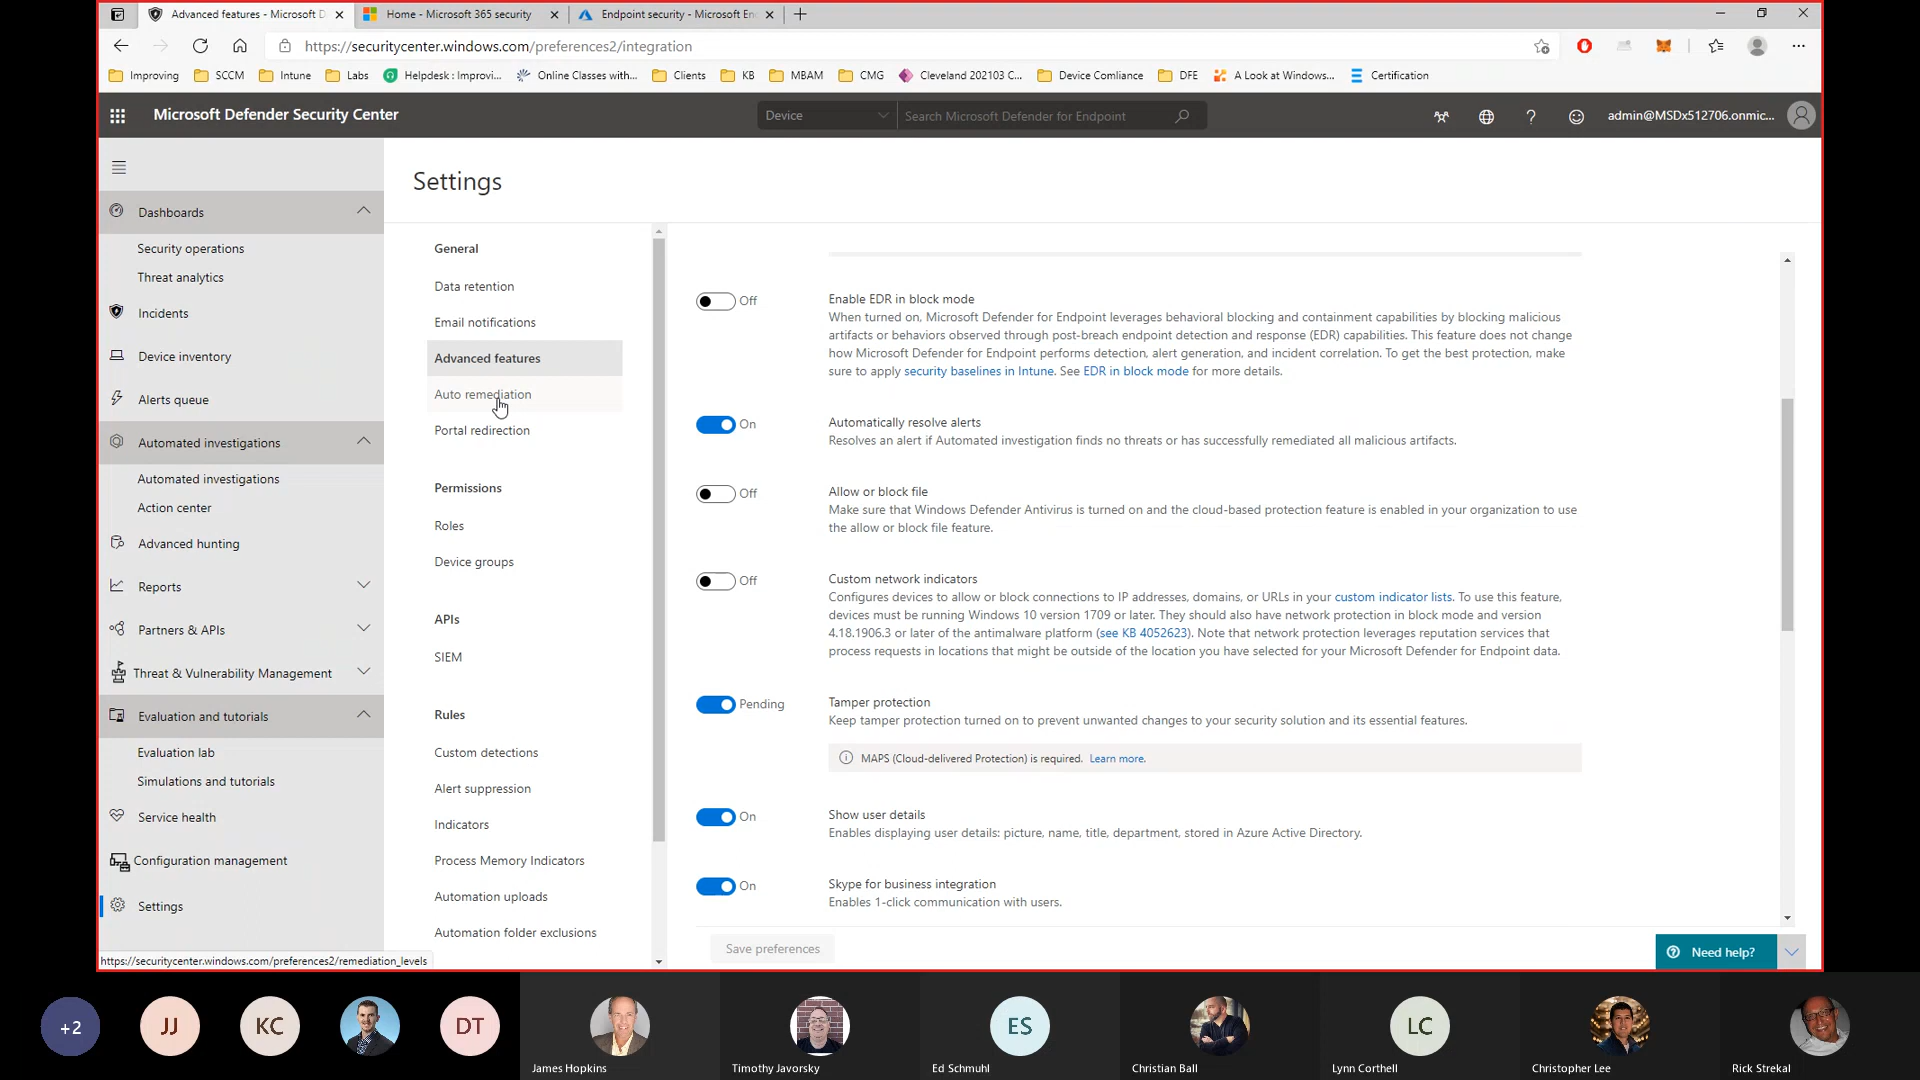 Advanced features - Microsoft D
Home - Microsoft 365 security
Endpoint security - Microsoft En
https://securitycenter.windows.com/preferences2/integration
Improving
SCCM
Intune
Labs
Helpdesk : Improvi...
Online Classes with...
Clients
KB
MBAM
CMG
Cleveland 202103 C...
Device Comliance
DFE
A Look at Windows...
Certification
Microsoft Defender Security Center
Device
Search Microsoft Defender for Endpoint
admin@MSDx512706.onmic...
Dashboards
Security operations
Threat analytics
Incidents
Device inventory
Alerts queue
Automated investigations
Automated investigations
Action center
Advanced hunting
Reports
Partners & APIs
Threat & Vulnerability Management
Evaluation and tutorials
Evaluation lab
Simulations and tutorials
Service health
Configuration management
Settings
https://securitycenter.windows.com/preferences2/remediation_levels
Settings
General
Data retention
Email notifications
Advanced features
Auto remediation
Portal redirection
Permissions
Roles
Device groups
APIs
SIEM
Rules
Custom detections
Alert suppression
Indicators
Process Memory Indicators
Automation uploads
Automation folder exclusions
Off
Enable EDR in block mode
When turned on, Microsoft Defender for Endpoint leverages behavioral blocking and containment capabilities by blocking malicious
artifacts or behaviors observed through post-breach endpoint detection and response (EDR) capabilities. This feature does not change
how Microsoft Defender for Endpoint performs detection, alert generation, and incident correlation. To get the best protection, make
sure to apply security baselines in Intune. See EDR in block mode for more details.
On
Automatically resolve alerts
Resolves an alert if Automated investigation finds no threats or has successfully remediated all malicious artifacts.
Off
Allow or block file
Make sure that Windows Defender Antivirus is turned on and the cloud-based protection feature is enabled in your organization to use
the allow or block file feature.
Off
Custom network indicators
Configures devices to allow or block connections to IP addresses, domains, or URLs in your custom indicator lists. To use this feature,
devices must be running Windows 10 version 1709 or later. They should also have network protection in block mode and version
4.18.1906.3 or later of the antimalware platform (see KB 4052623). Note that network protection leverages reputation services that
process requests in locations that might be outside of the location you have selected for your Microsoft Defender for Endpoint data.
Pending
Tamper protection
Keep tamper protection turned on to prevent unwanted changes to your security solution and its essential features.
MAPS (Cloud-delivered Protection) is required. Learn more.
On
Show user details
Enables displaying user details: picture, name, title, department, stored in Azure Active Directory.
On
Skype for business integration
Enables 1-click communication with users.
Save preferences
Need help?
+2
JJ
KC
DT
James Hopkins
Timothy Javorsky
ES
Ed Schmuhl
Christian Ball
LC
Lynn Corthell
Christopher Lee
Rick Strekal